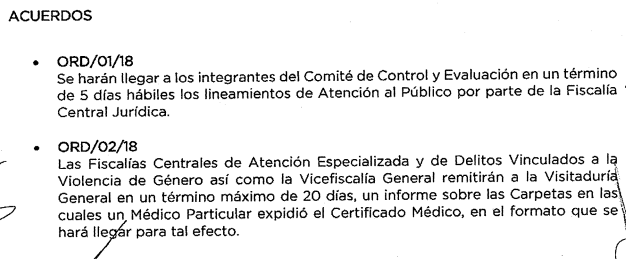 ACUERDOS
• ORD/01/18
Se harán llegar a los integrantes del Comité de Control y Evaluación en un término
de 5 días hábiles los lineamientos de Atención al Público por parte de la Fiscalía
Central Jurídica.
• ORD/02/18
Las Fiscalías Centrales de Atención Especializada y de Delitos Vinculados a la
Violencia de Género así como la Vicefiscalía General remitirán a la Visitaduría
General en un término máximo de 20 días, un informe sobre las Carpetas en las
cuales un Médico Particular expidió el Certificado Médico, en el formato que se
hará llegar para tal efecto.